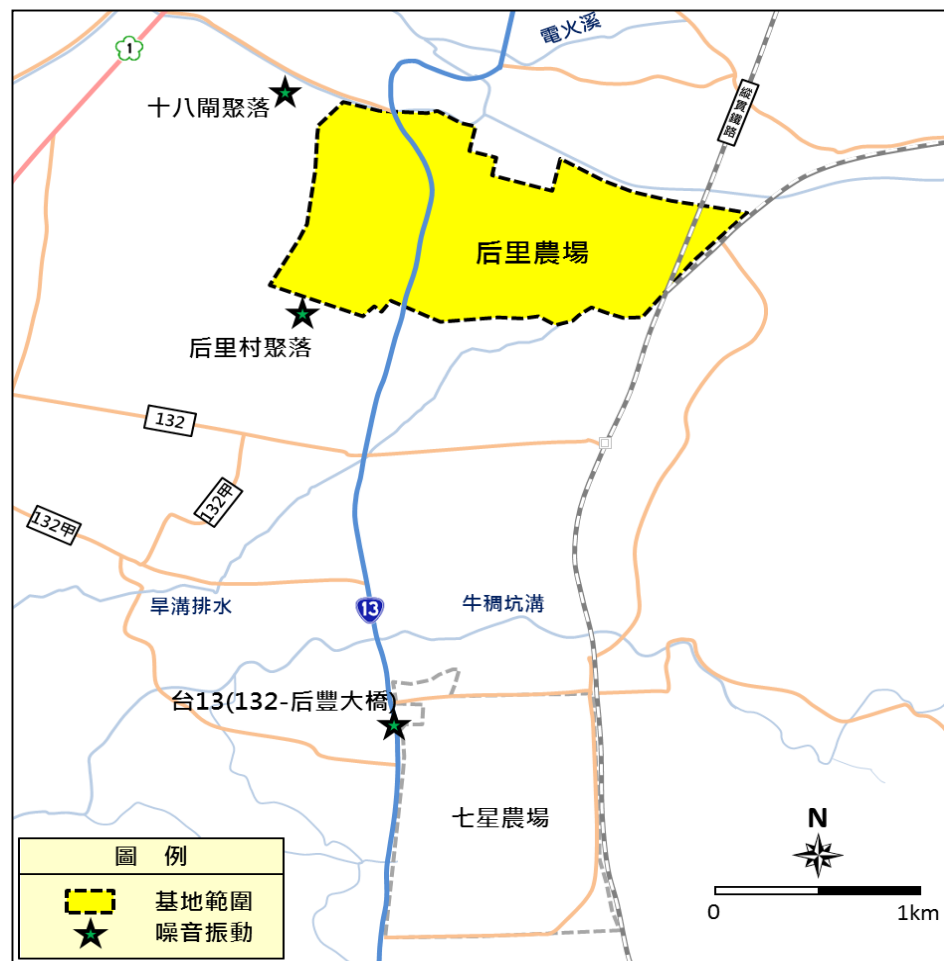 電火溪
1
縱貫鐵路
十八閘聚落
后里農場
后里村聚落
132
132甲
132甲
旱溝排水
13
牛稠坑溝
台13(132-后豐大橋)
七星農場
N
0 1km
圖 例
基地範圍
噪音振動